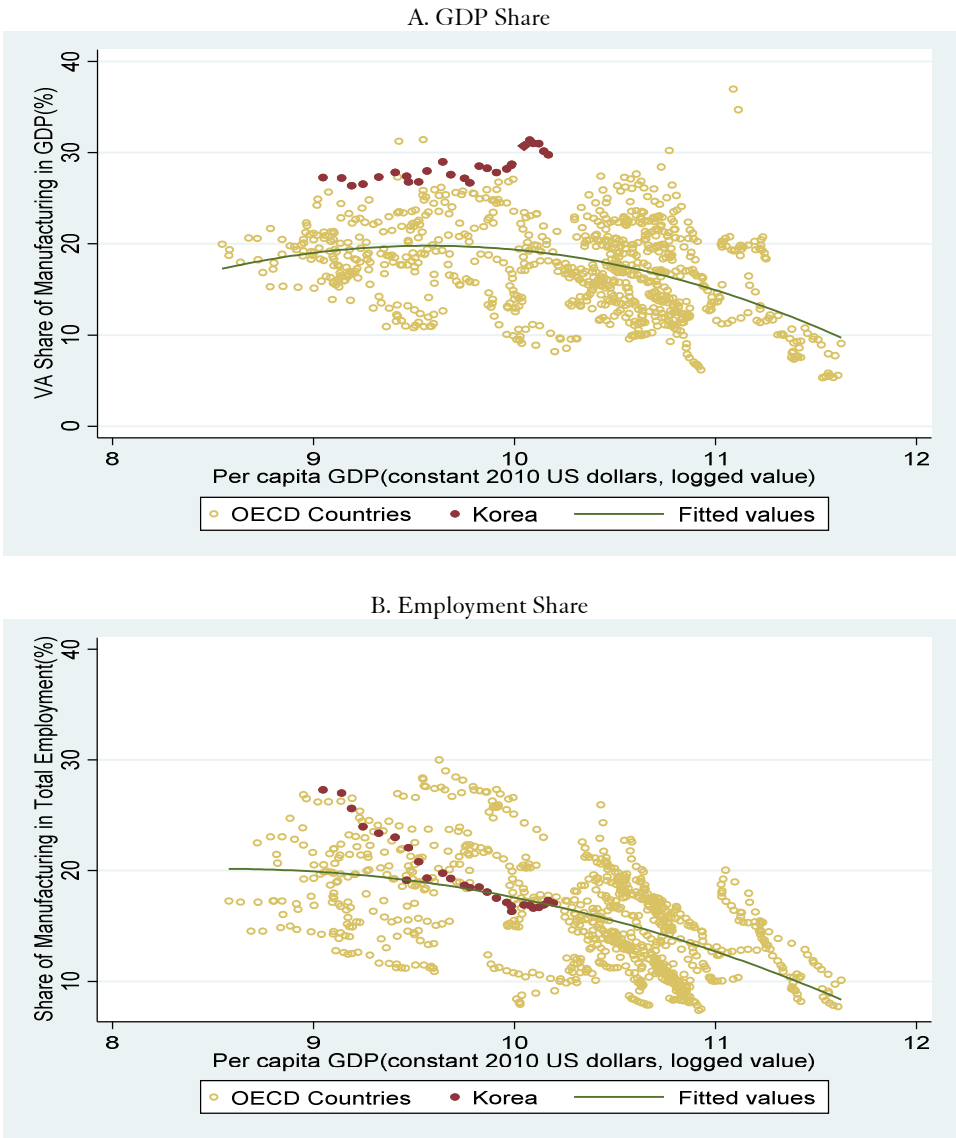 A. GDP Share
VA Share of Manufacturing in GDP(%)
40
30
20
10
0
8 9 10 11 12
Per capita GDP(constant 2010 US dollars, logged value)
OECD Countries Korea Fitted values
B. Employment Share
Share of Manufacturing in Total Employment(%)
40
30
20
10
8 9 10 11 12
Per capita GDP(constant 2010 US dollars, logged value)
OECD Countries Korea Fitted values